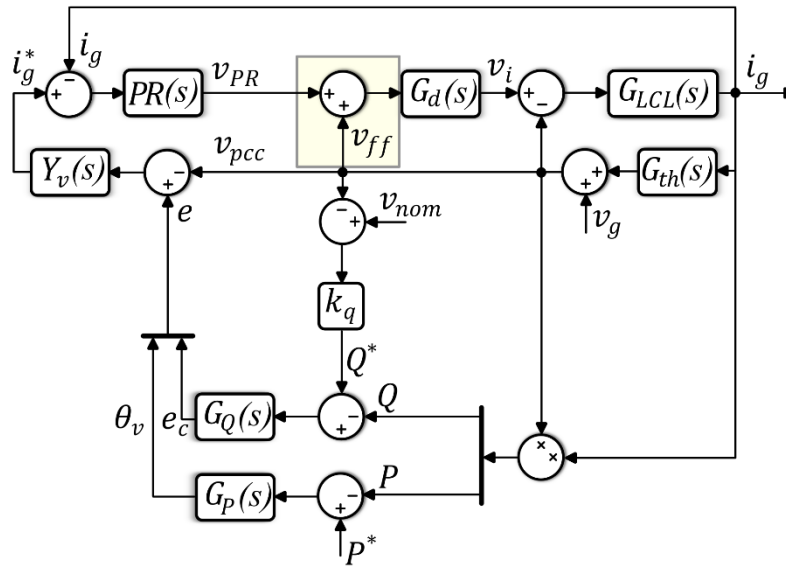 i_g^*
i_g
PR(s)
v_PR
G_d(s)
v_i
G_LCL(s)
i_g
+
-
+
+
+
-
v_ff
Y_v(s)
v_pcc
+
-
+
+
G_th(s)
e
v_g
-
+
v_nom
k_q
Q^*
θ_v
e_c
G_Q(s)
-
+
Q
×
×
G_P(s)
-
+
P
P^*